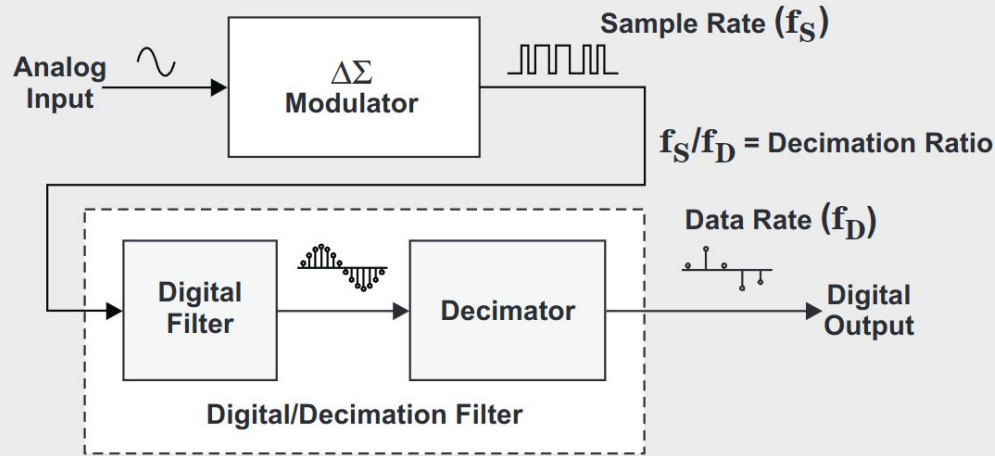 Sample Rate (fS)
Analog
Input
ΔΣ
Modulator
fS/fD = Decimation Ratio
Data Rate (fD)
Digital
Filter
Decimator
Digital
Output
Digital/Decimation Filter